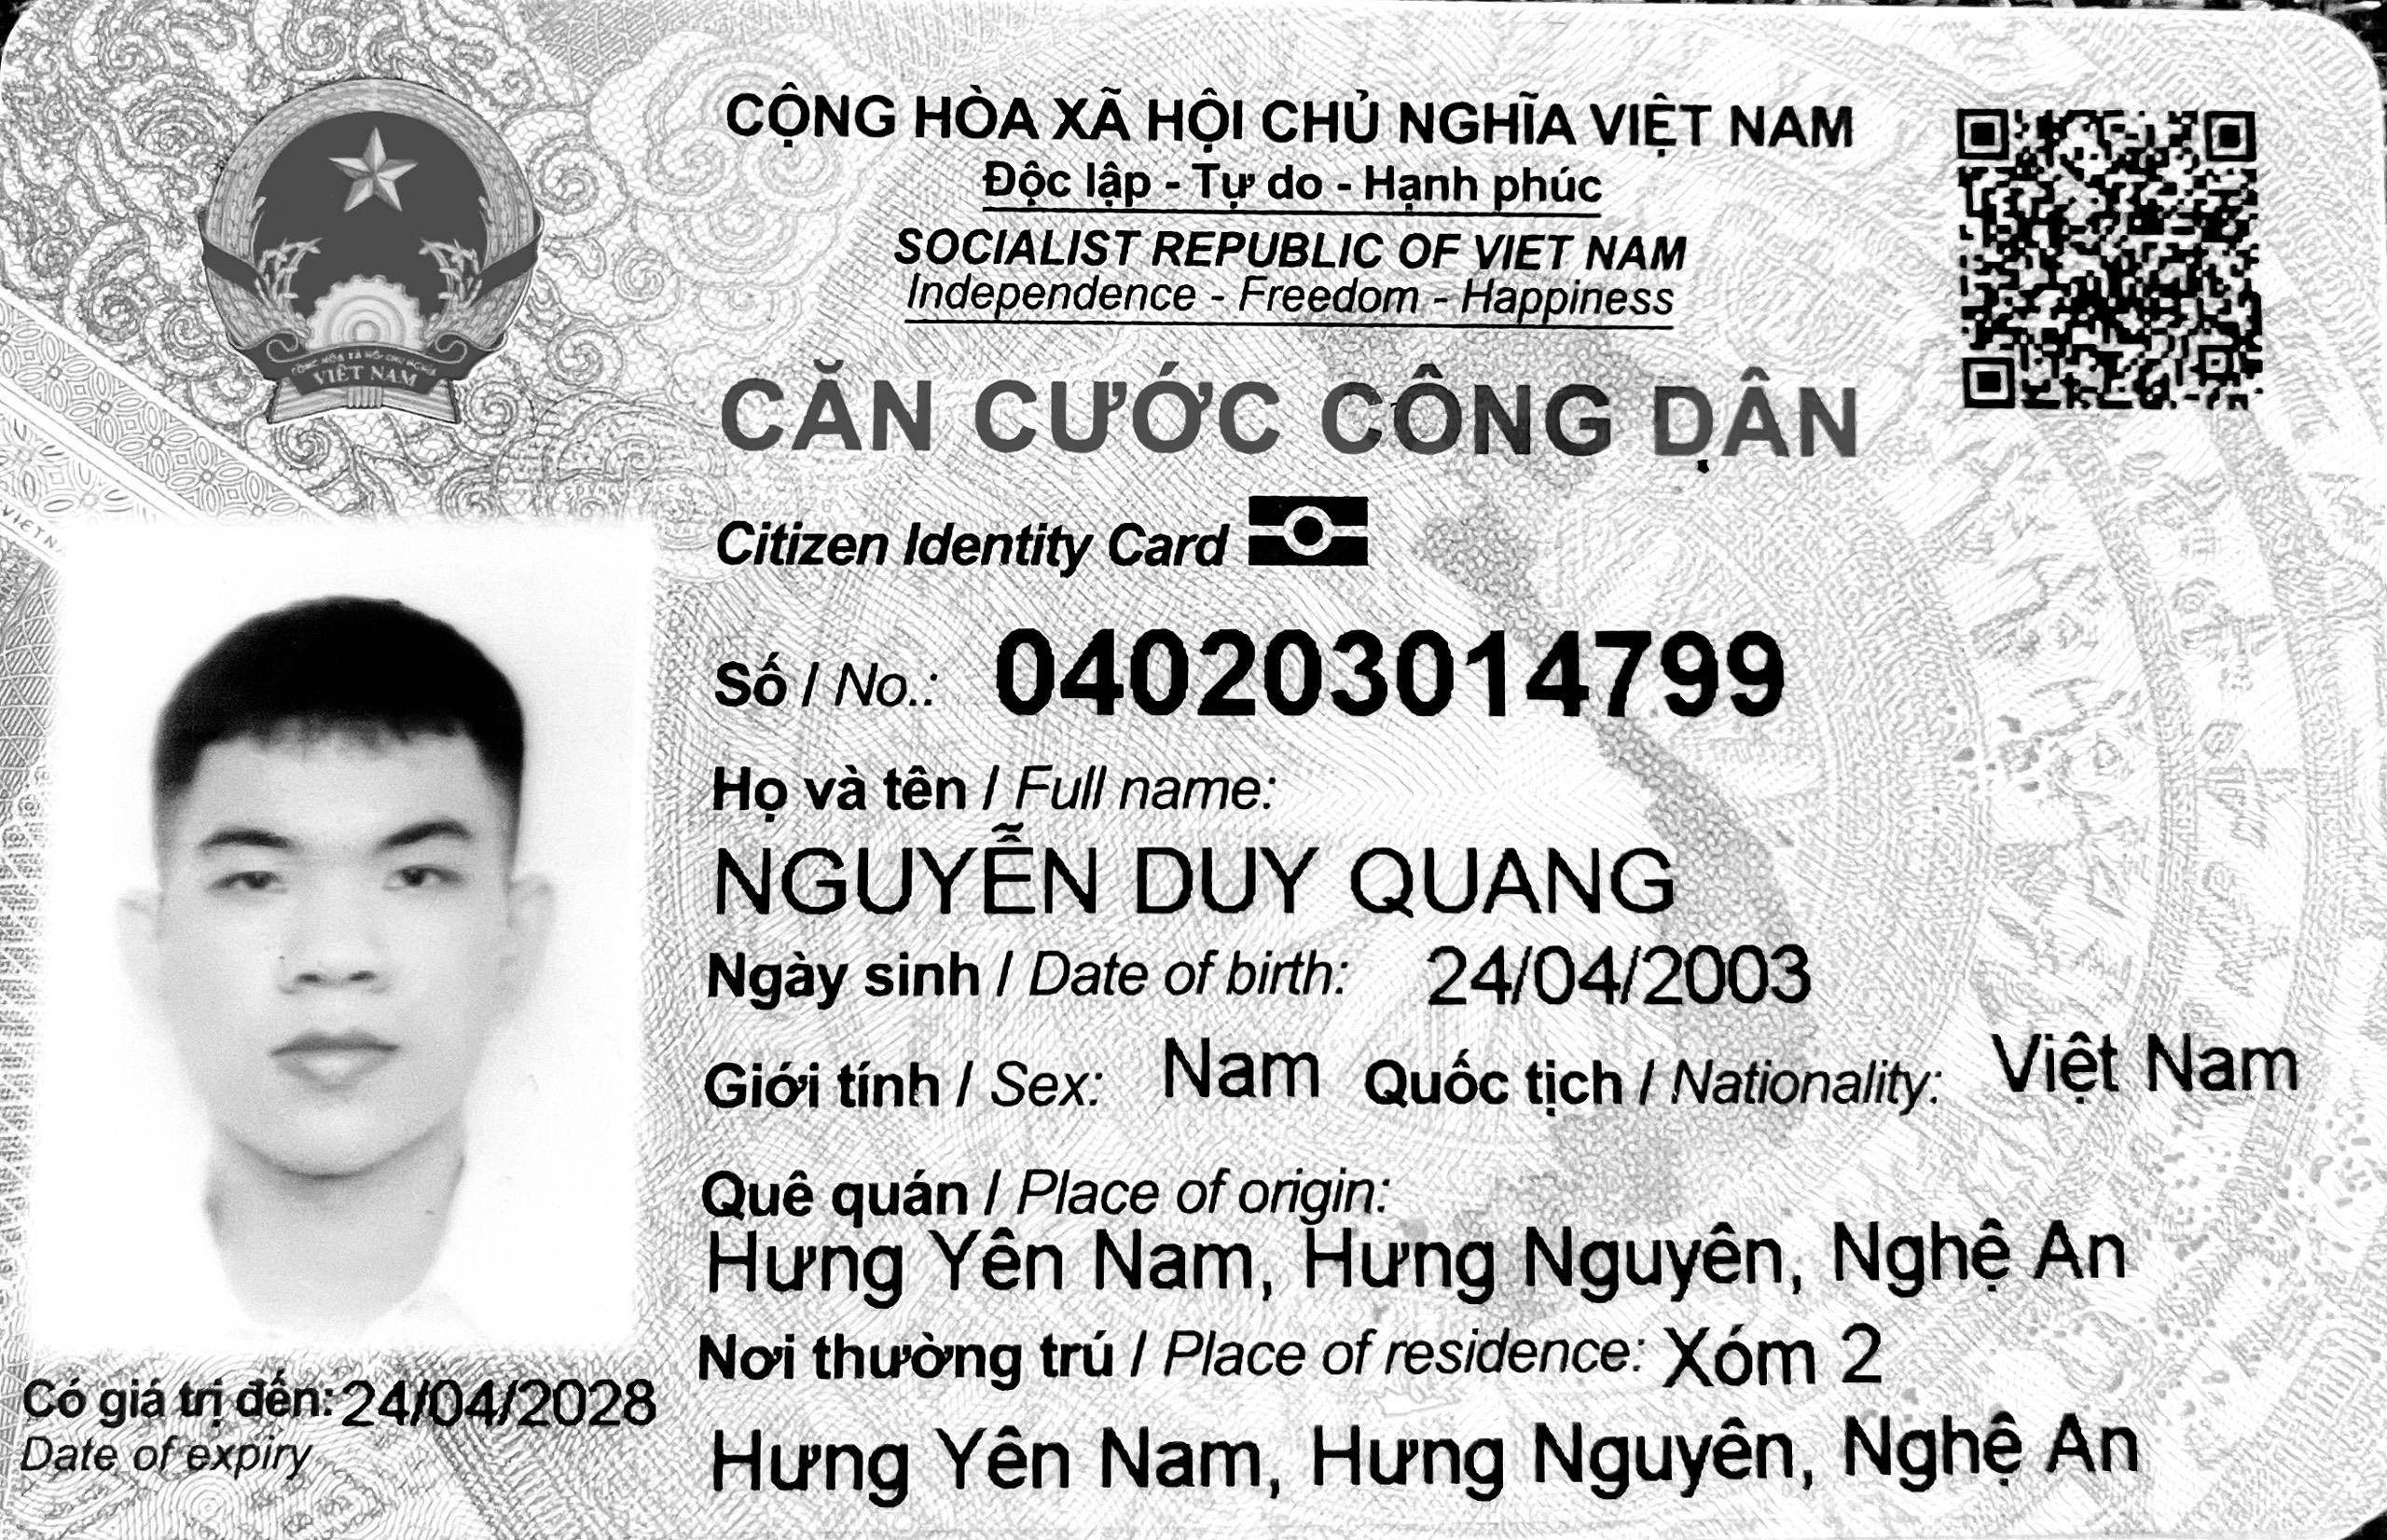 CỘNG HÒA XÃ HỘI CHỦ NGHĨA VIỆT NAM
Độc lập - Tự do - Hạnh phúc
SOCIALIST REPUBLIC OF VIET NAM
Independence - Freedom - Happiness
CỘNG HÒA XÃ HỘI CHỦ NGHĨA
VIỆT NAM
CĂN CƯỚC CÔNG DÂN
Citizen Identity Card
Số / No.: 040203014799
Họ và tên / Full name:
NGUYỄN DUY QUANG
Ngày sinh / Date of birth: 24/04/2003
Giới tính / Sex: Nam Quốc tịch / Nationality: Việt Nam
Quê quán / Place of origin:
Hưng Yên Nam, Hưng Nguyên, Nghệ An
Nơi thường trú / Place of residence: Xóm 2
Hưng Yên Nam, Hưng Nguyên, Nghệ An
Có giá trị đến: 24/04/2028
Date of expiry